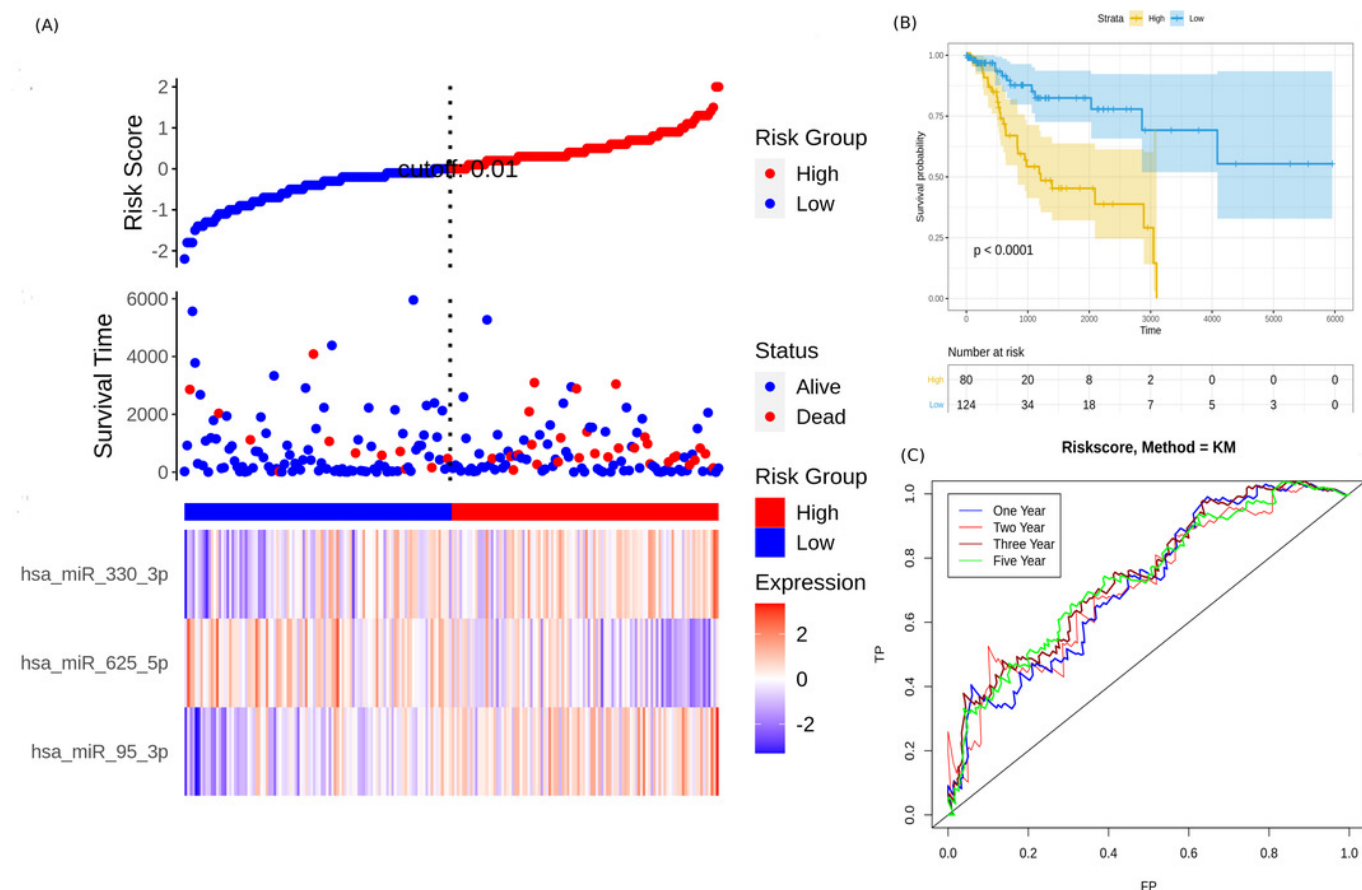 (A)
2
1
0
-1
-2
Risk Score
cutoff: 0.01
Risk Group
High
Low
6000
4000
2000
0
Survival Time
Status
Alive
Dead
Risk Group
High
Low
Expression
2
0
-2
hsa_miR_330_3p
hsa_miR_625_5p
hsa_miR_95_3p
(B)
Strata High Low
1.00
0.75
0.50
0.25
0.00
Survival probability
p < 0.0001
0 1000 2000 3000 4000 5000 6000
Time
Number at risk
High 80 20 8 2 0 0 0
Low 124 34 18 7 5 3 0
(C)
Riskscore, Method = KM
One Year
Two Year
Three Year
Five Year
1.0
0.8
0.6
0.4
0.2
0.0
TP
0.0 0.2 0.4 0.6 0.8 1.0
FP